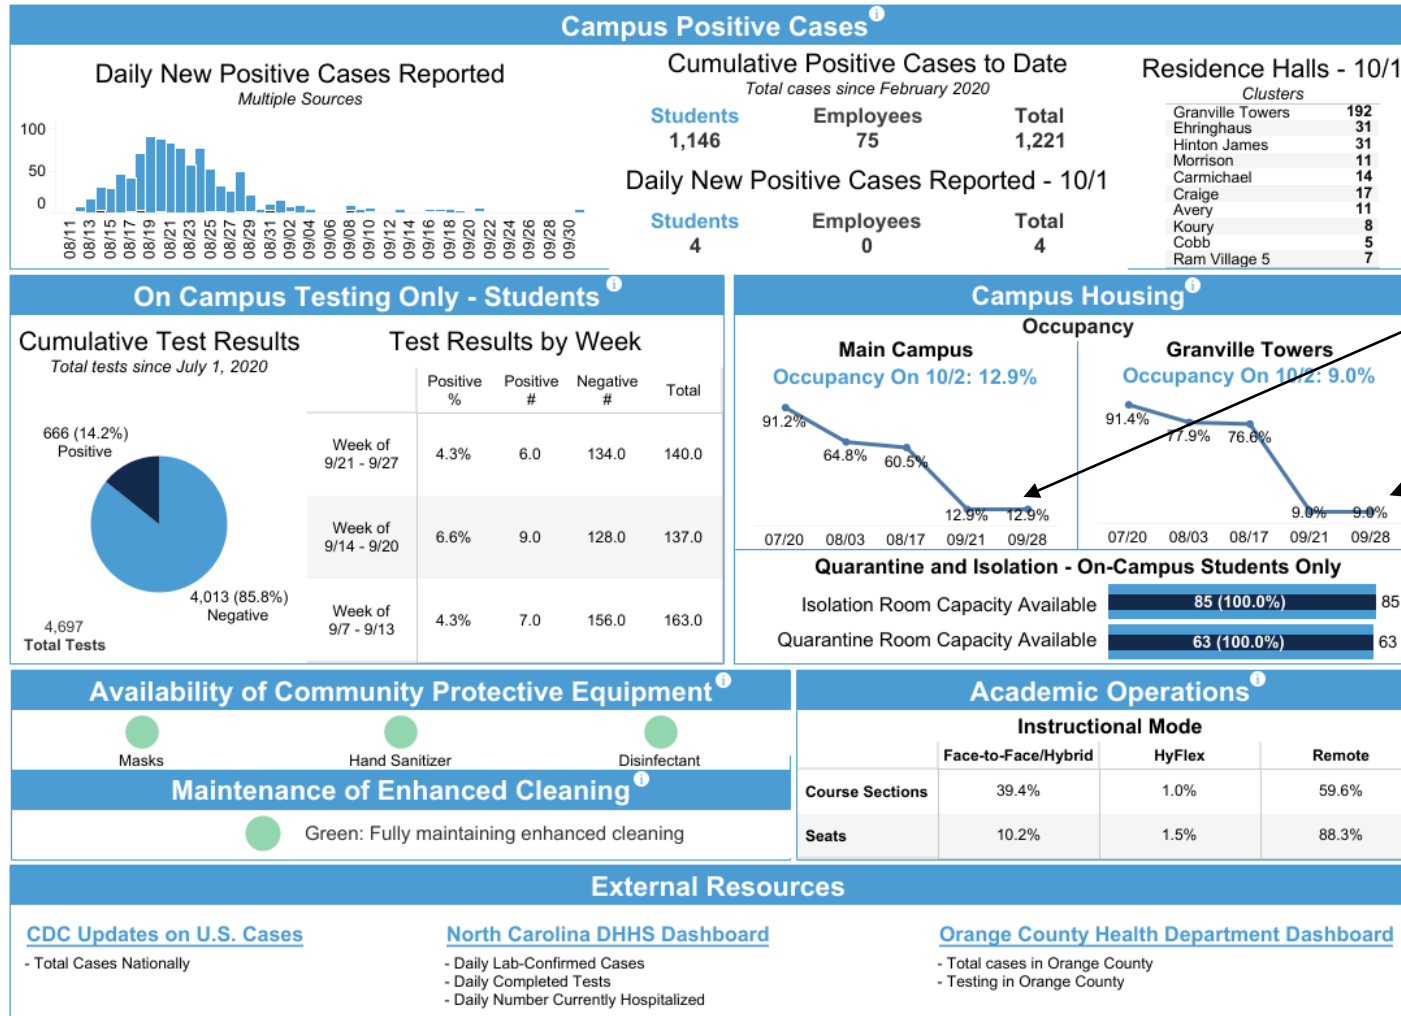 Campus Positive Cases
Daily New Positive Cases Reported
Multiple Sources
100
50
0
08/11
08/13
08/15
08/17
08/19
08/21
08/23
08/25
08/27
08/29
08/31
09/02
09/04
09/06
09/08
09/10
09/12
09/14
09/16
09/18
09/20
09/22
09/24
09/26
09/28
09/30
Cumulative Positive Cases to Date
Total cases since February 2020
Students Employees Total
1,146 75 1,221
Daily New Positive Cases Reported - 10/1
Students Employees Total
4 0 4
Residence Halls - 10/1
Clusters
Granville Towers 192
Ehringhaus 31
Hinton James 31
Morrison 11
Carmichael 14
Craige 17
Avery 11
Koury 8
Cobb 5
Ram Village 5 7
On Campus Testing Only - Students
Cumulative Test Results
Total tests since July 1, 2020
666 (14.2%)
Positive
4,013 (85.8%)
Negative
4,697
Total Tests
Test Results by Week
Positive % Positive # Negative # Total
Week of 9/21 - 9/27 4.3% 6.0 134.0 140.0
Week of 9/14 - 9/20 6.6% 9.0 128.0 137.0
Week of 9/7 - 9/13 4.3% 7.0 156.0 163.0
Campus Housing
Occupancy
Main Campus
Occupancy On 10/2: 12.9%
91.2%
64.8%
60.5%
12.9%
12.9%
07/20 08/03 08/17 09/21 09/28
Granville Towers
Occupancy On 10/2: 9.0%
91.4%
77.9%
76.6%
9.0%
9.0%
07/20 08/03 08/17 09/21 09/28
Quarantine and Isolation - On-Campus Students Only
Isolation Room Capacity Available 85 (100.0%) 85
Quarantine Room Capacity Available 63 (100.0%) 63
Availability of Community Protective Equipment
Masks Hand Sanitizer Disinfectant
Maintenance of Enhanced Cleaning
Green: Fully maintaining enhanced cleaning
Academic Operations
Instructional Mode
Face-to-Face/Hybrid HyFlex Remote
Course Sections 39.4% 1.0% 59.6%
Seats 10.2% 1.5% 88.3%
External Resources
CDC Updates on U.S. Cases
- Total Cases Nationally
North Carolina DHHS Dashboard
- Daily Lab-Confirmed Cases
- Daily Completed Tests
- Daily Number Currently Hospitalized
Orange County Health Department Dashboard
- Total cases in Orange County
- Testing in Orange County